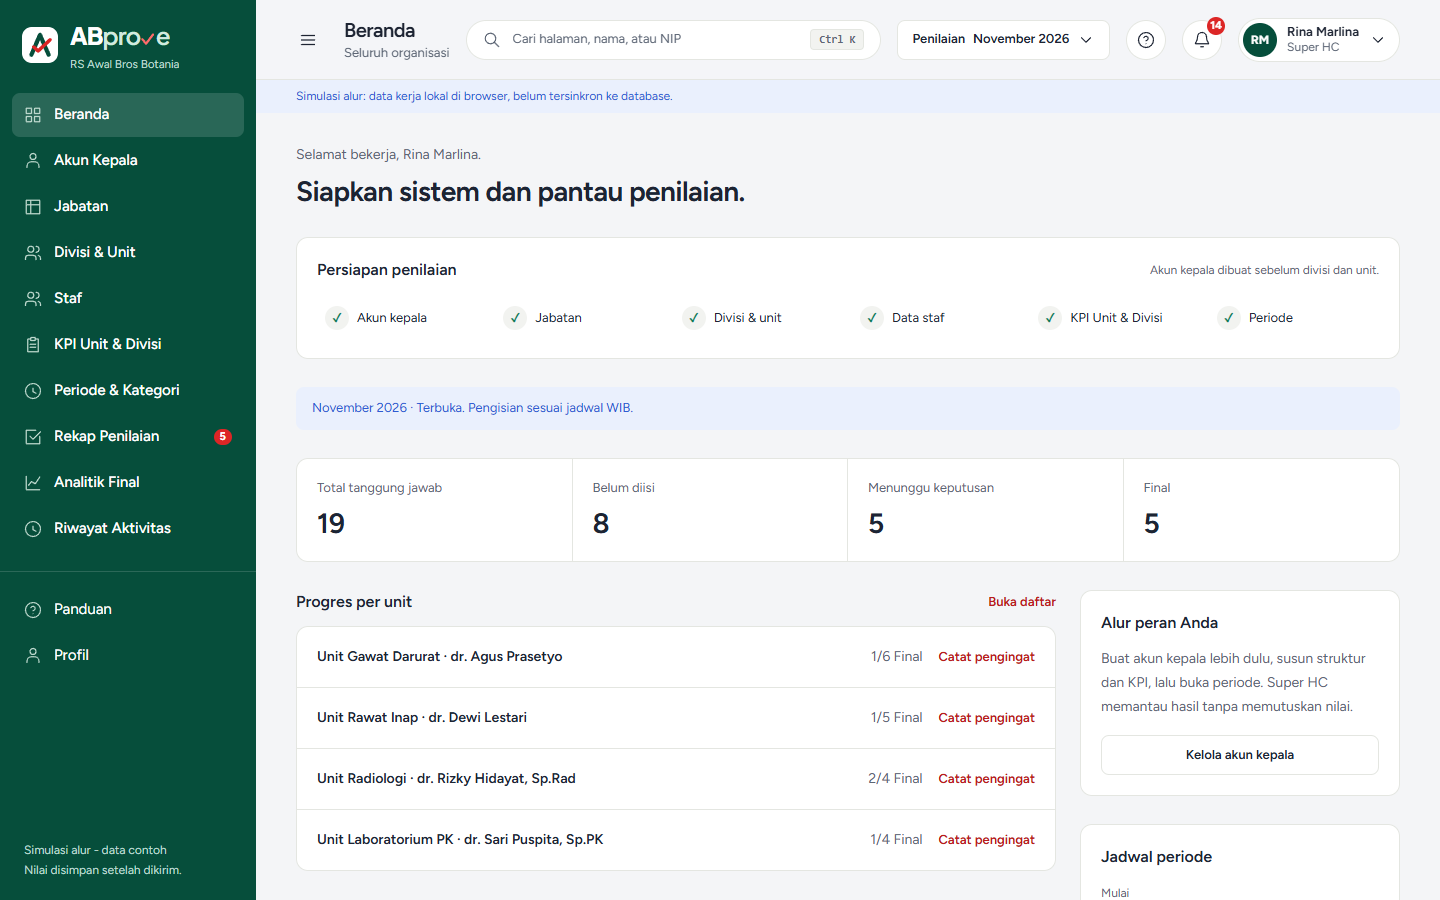 ABprove
RS Awal Bros Botania
Beranda
Akun Kepala
Jabatan
Divisi & Unit
Staf
KPI Unit & Divisi
Periode & Kategori
Rekap Penilaian 5
Analitik Final
Riwayat Aktivitas
Panduan
Profil
Simulasi alur - data contoh
Nilai disimpan setelah dikirim.
Beranda
Seluruh organisasi
Cari halaman, nama, atau NIP Ctrl K
Penilaian November 2026
14
RM
Rina Marlina
Super HC
Simulasi alur: data kerja lokal di browser, belum tersinkron ke database.
Selamat bekerja, Rina Marlina.
Siapkan sistem dan pantau penilaian.
Persiapan penilaian
Akun kepala dibuat sebelum divisi dan unit.
✓ Akun kepala ✓ Jabatan ✓ Divisi & unit ✓ Data staf ✓ KPI Unit & Divisi ✓ Periode
November 2026 · Terbuka. Pengisian sesuai jadwal WIB.
Total tanggung jawab
19
Belum diisi
8
Menunggu keputusan
5
Final
5
Progres per unit
Buka daftar
Unit Gawat Darurat · dr. Agus Prasetyo 1/6 Final Catat pengingat
Unit Rawat Inap · dr. Dewi Lestari 1/5 Final Catat pengingat
Unit Radiologi · dr. Rizky Hidayat, Sp.Rad 2/4 Final Catat pengingat
Unit Laboratorium PK · dr. Sari Puspita, Sp.PK 1/4 Final Catat pengingat
Alur peran Anda
Buat akun kepala lebih dulu, susun struktur
dan KPI, lalu buka periode. Super HC
memantau hasil tanpa memutuskan nilai.
Kelola akun kepala
Jadwal periode
Mulai